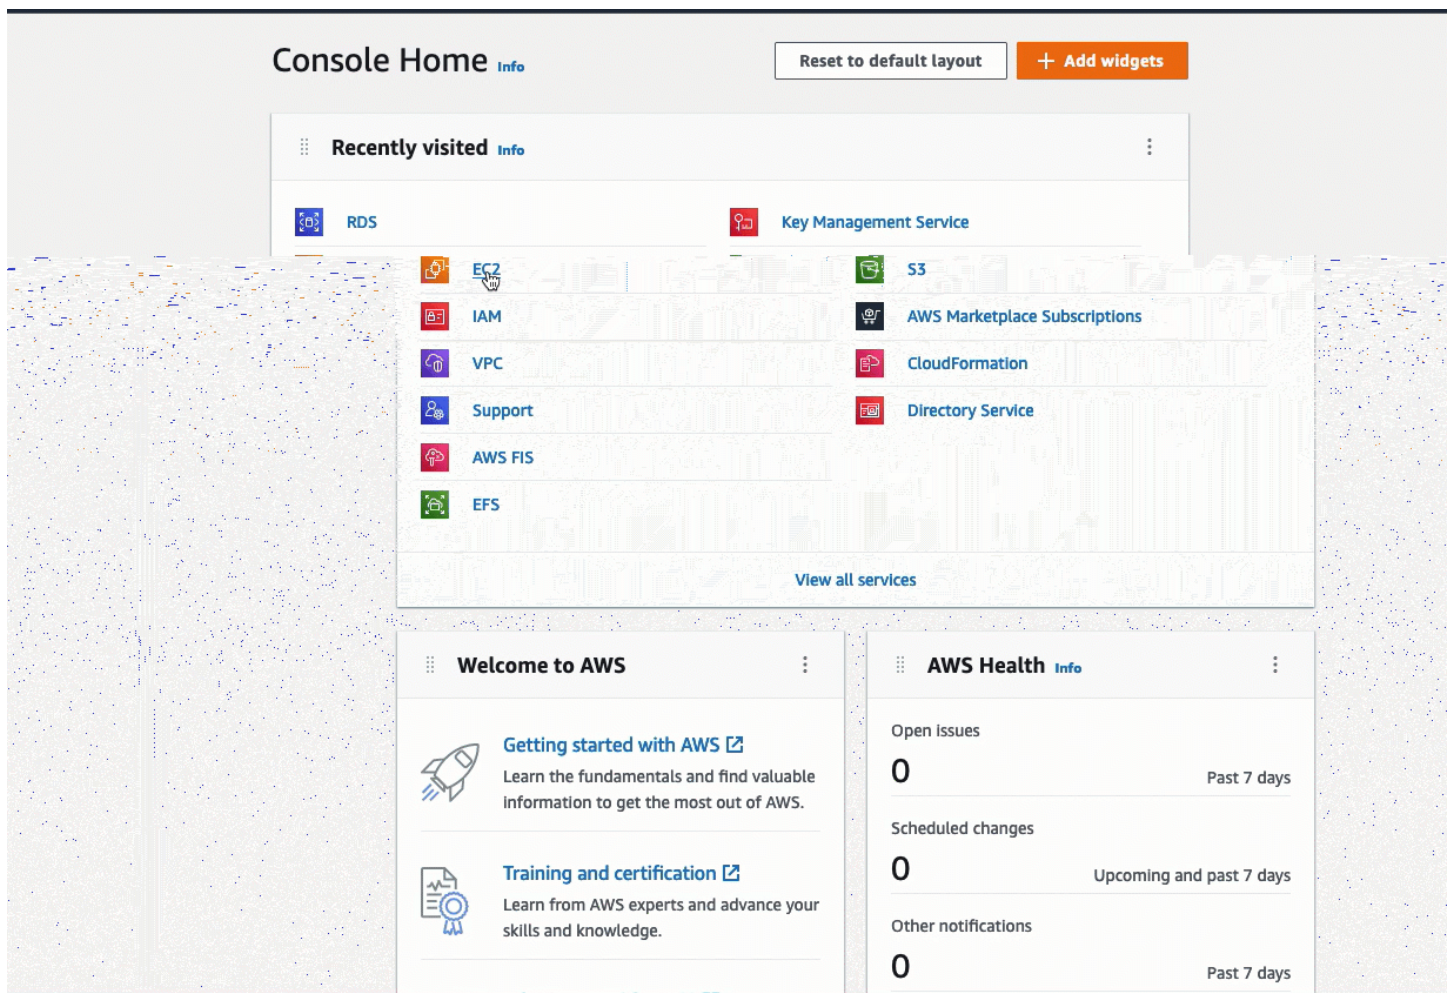 Console Home Info
Reset to default layout
Add widgets
Recently visited Info
RDS
Key Management Service
EC2
S3
IAM
AWS Marketplace Subscriptions
VPC
CloudFormation
Support
Directory Service
AWS FIS
EFS
View all services
Welcome to AWS
Getting started with AWS
Learn the fundamentals and find valuable
information to get the most out of AWS.
Training and certification
Learn from AWS experts and advance your
skills and knowledge.
AWS Health Info
Open issues
0
Past 7 days
Scheduled changes
0
Upcoming and past 7 days
Other notifications
0
Past 7 days